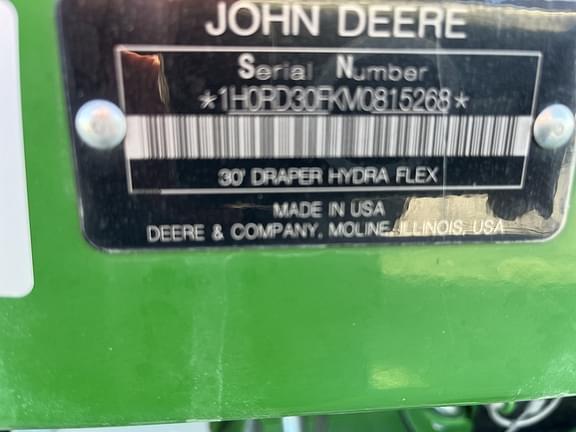 JOHN DEERE
Serial Number
*1H0RD30FKM0815268*
30' DRAPER HYDRA FLEX
MADE IN USA
DEERE & COMPANY, MOLINE, ILLINOIS, USA